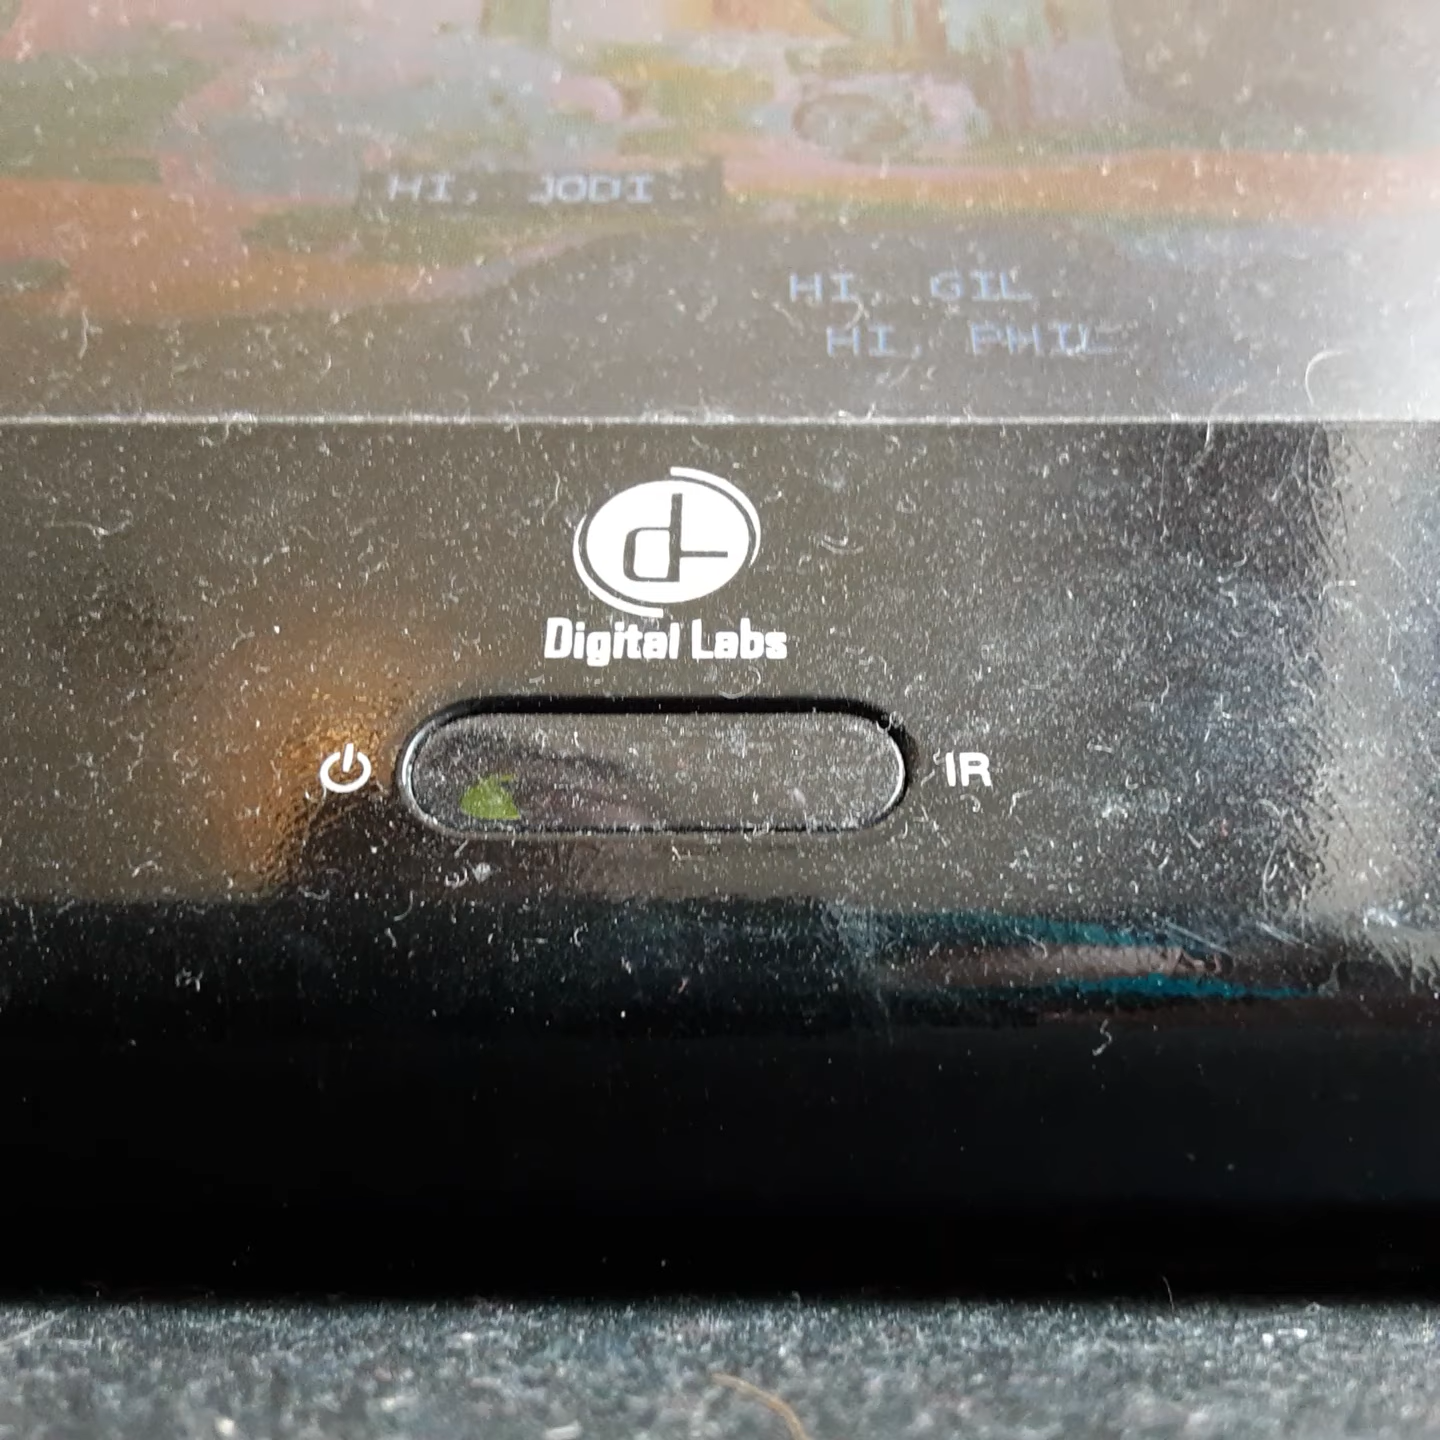 HI, JODI
HI, GIL
HI, PHIL
Digital Labs
IR